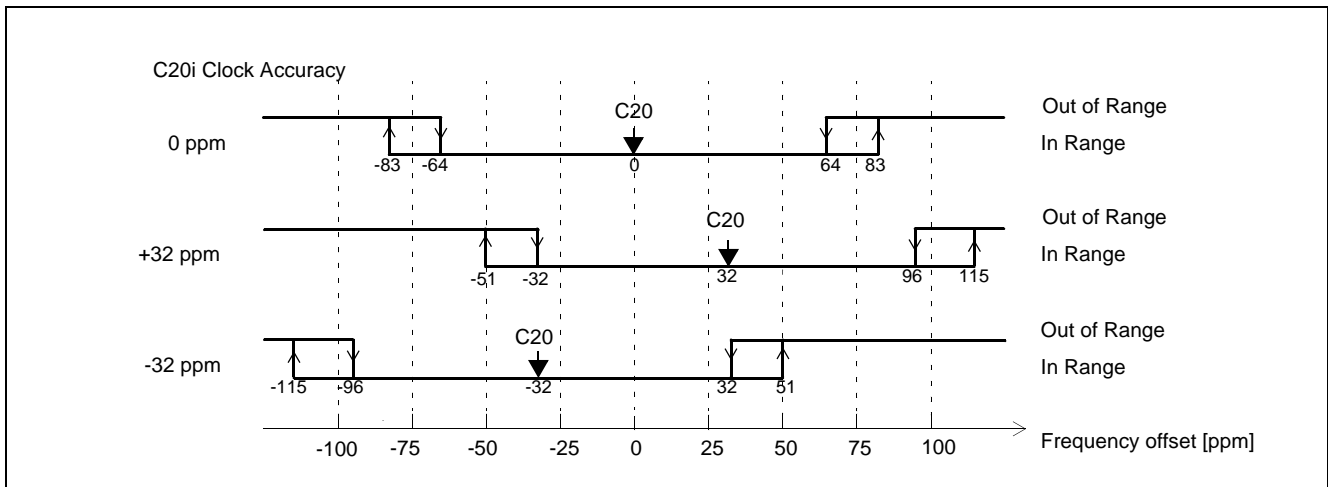 C20i Clock Accuracy
C20
Out of Range
0 ppm
In Range
-83 -64 0 64 83
C20
Out of Range
+32 ppm
In Range
-51 -32 32 96 115
C20
Out of Range
-32 ppm
In Range
-115 -96 -32 32 51
-100 -75 -50 -25 0 25 50 75 100
Frequency offset [ppm]